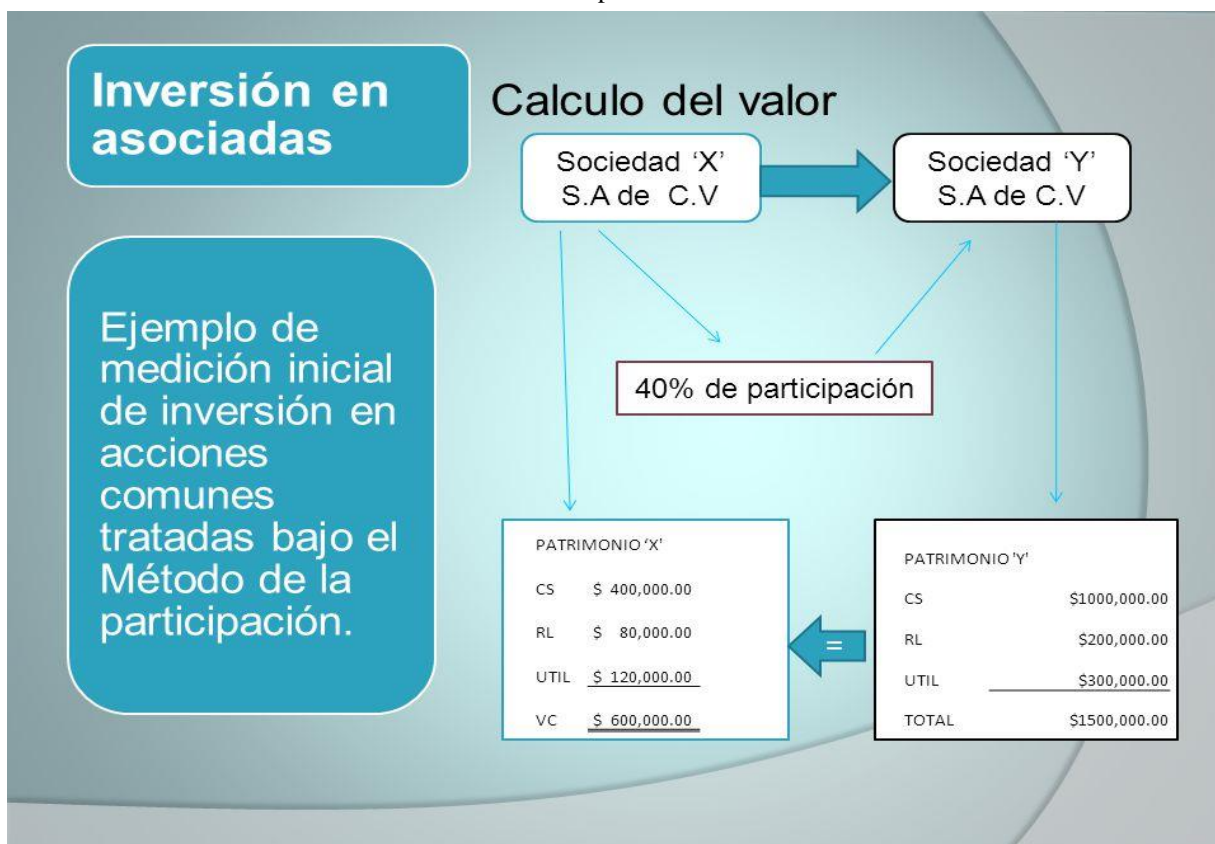 Inversión en
asociadas
Calculo del valor
Sociedad ‘X’
S.A de C.V
Sociedad ‘Y’
S.A de C.V
Ejemplo de
medición inicial
de inversión en
acciones
comunes
tratadas bajo el
Método de la
participación.
40% de participación
PATRIMONIO ‘X’
CS $ 400,000.00
RL $ 80,000.00
UTIL $ 120,000.00
VC $ 600,000.00
=
PATRIMONIO 'Y'
CS $1000,000.00
RL $200,000.00
UTIL $300,000.00
TOTAL $1500,000.00